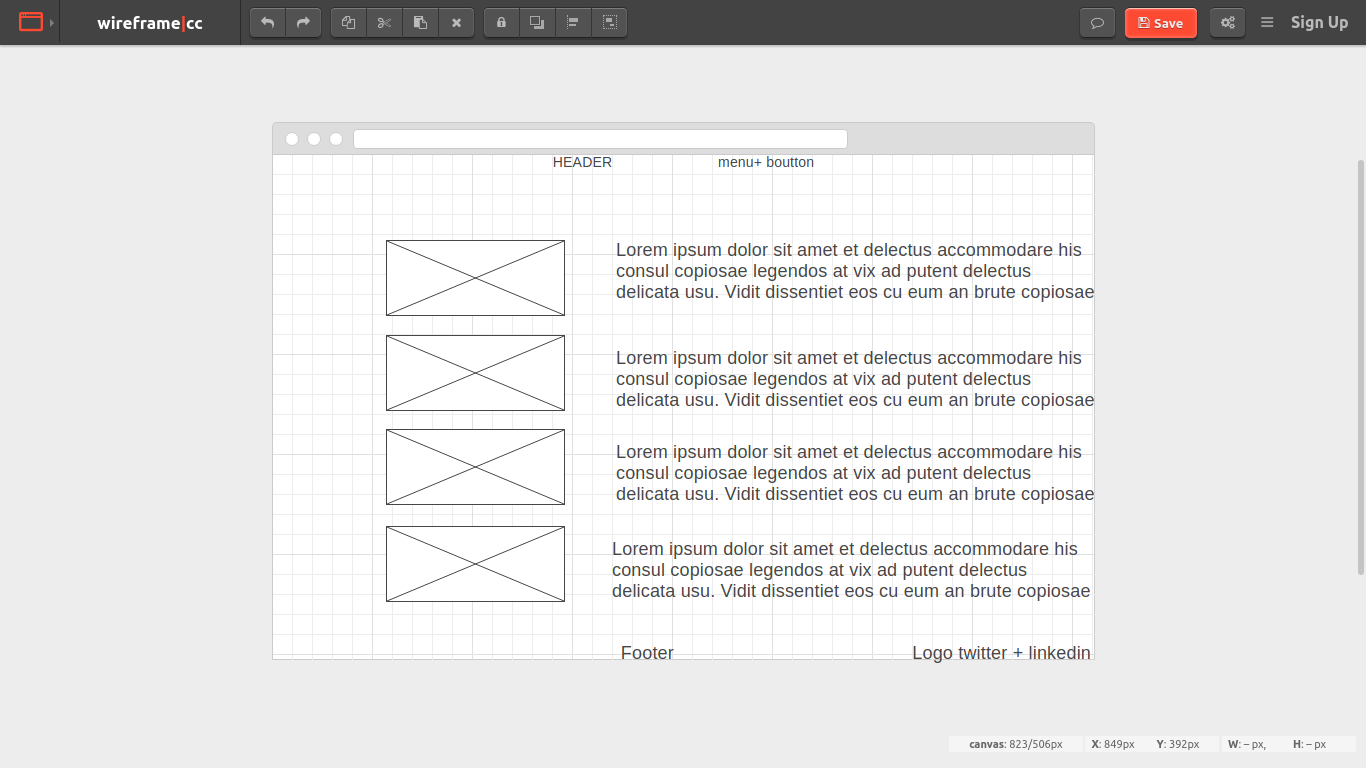 wireframe|cc
Save
Sign Up
HEADER
menu+ boutton
Lorem ipsum dolor sit amet et delectus accommodare his
consul copiosae legendos at vix ad putent delectus
delicata usu. Vidit dissentiet eos cu eum an brute copiosae
Lorem ipsum dolor sit amet et delectus accommodare his
consul copiosae legendos at vix ad putent delectus
delicata usu. Vidit dissentiet eos cu eum an brute copiosae
Lorem ipsum dolor sit amet et delectus accommodare his
consul copiosae legendos at vix ad putent delectus
delicata usu. Vidit dissentiet eos cu eum an brute copiosae
Lorem ipsum dolor sit amet et delectus accommodare his
consul copiosae legendos at vix ad putent delectus
delicata usu. Vidit dissentiet eos cu eum an brute copiosae
Footer
Logo twitter + linkedin
canvas: 823/506px X: 849px Y: 392px W: – px, H: – px